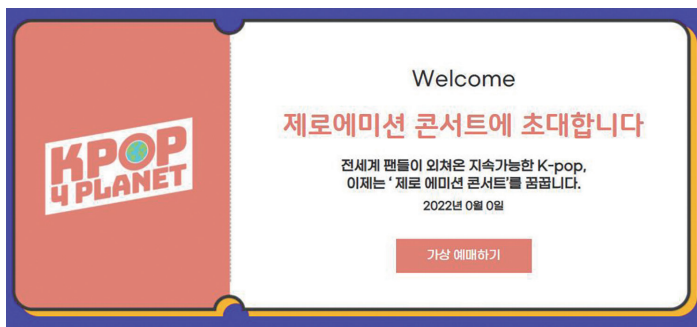 KPOP
4 PLANET
Welcome
제로에미션 콘서트에 초대합니다
전세계 팬들이 외쳐온 지속가능한 K-pop,
이제는 ‘ 제로 에미션 콘서트’를 꿈꿉니다.
2022년 0월 0일
가상 예매하기